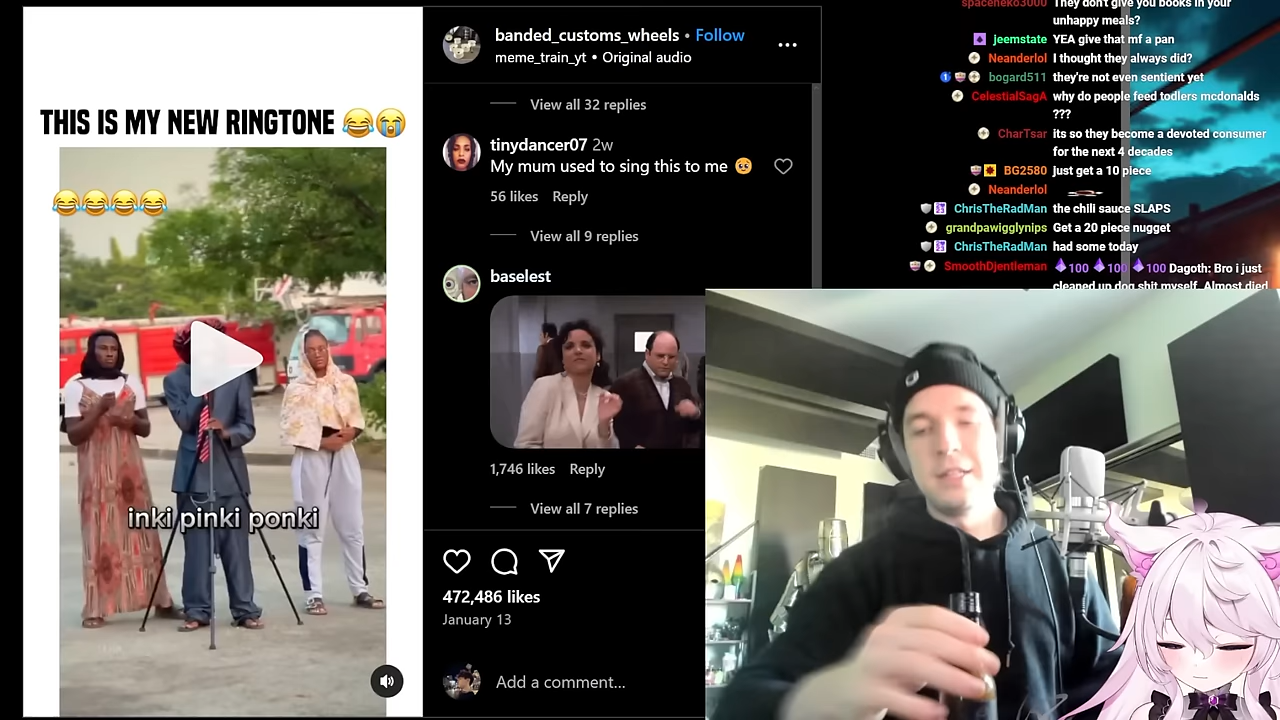 THIS IS MY NEW RINGTONE 😂😭
😂😂😂😂
inki pinki ponki
banded_customs_wheels • Follow
meme_train_yt • Original audio
View all 32 replies
tinydancer07 2w
My mum used to sing this to me 🥺
56 likes Reply
View all 9 replies
baselest
1,746 likes Reply
View all 7 replies
472,486 likes
January 13
Add a comment...
spaceneko3000 They don't give you books in your
unhappy meals?
jeemstate YEA give that mf a pan
Neanderlol I thought they always did?
bogard511 they're not even sentient yet
CelestialSagA why do people feed todlers mcdonalds
???
CharTsar its so they become a devoted consumer
for the next 4 decades
BG2580 just get a 10 piece
Neanderlol
ChrisTheRadMan the chili sauce SLAPS
grandpawigglynips Get a 20 piece nugget
ChrisTheRadMan had some today
SmoothDjentleman 100 100 100 Dagoth: Bro i just
cleaned up dog shit myself. Almost died